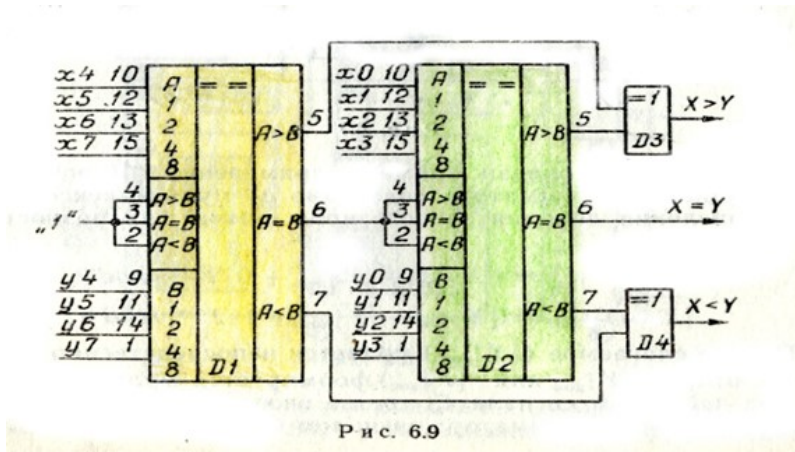 x4 10
x5 12
x6 13
x7 15
A
1
2
4
8
4
3
2
„1“
A>B
A=B
A<B
y4 9
y5 11
y6 14
y7 1
B
1
2
4
8
==
A>B
A=B
A<B
D1
5
6
7
x0 10
x1 12
x2 13
x3 15
A
1
2
4
8
4
3
2
A>B
A=B
A<B
y0 9
y1 11
y2 14
y3 1
B
1
2
4
8
==
A>B
A=B
A<B
D2
5
6
7
=1
D3
X>Y
X=Y
=1
D4
X<Y
Рис. 6.9